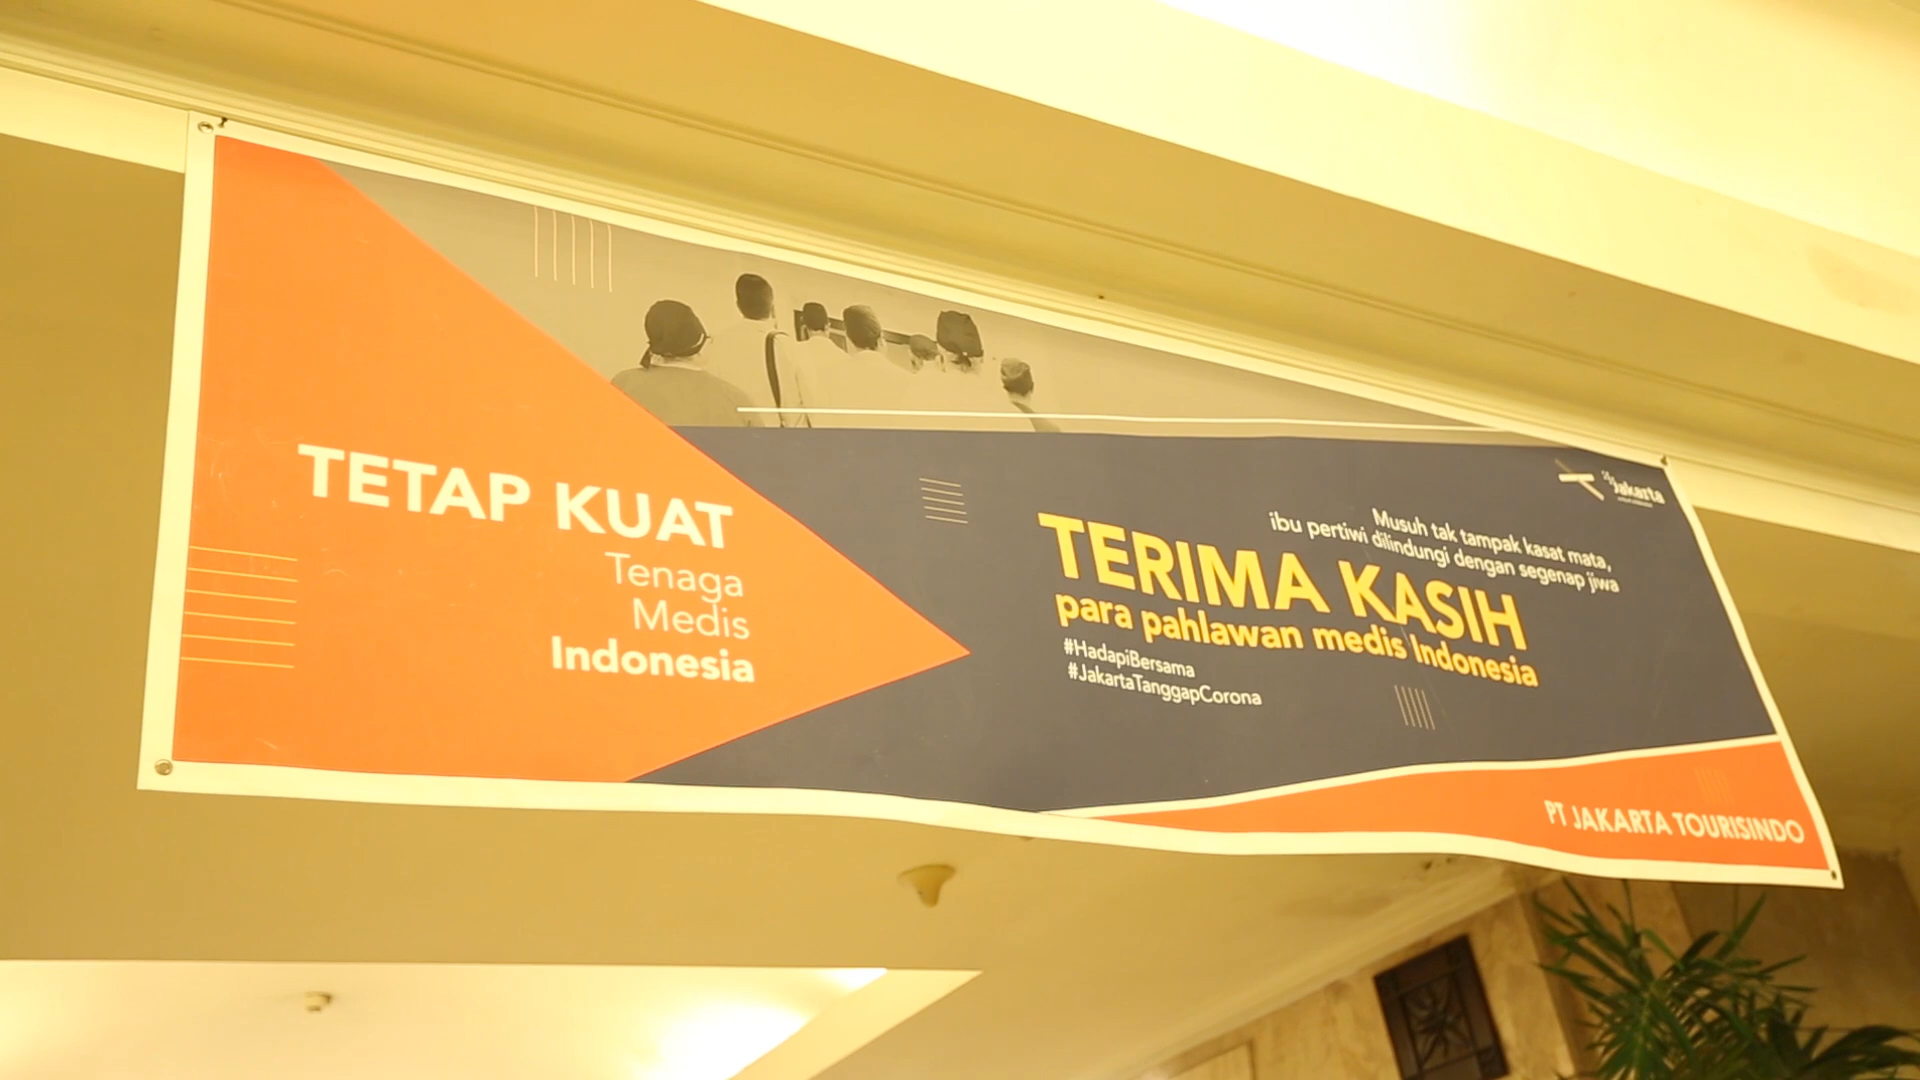 TETAP KUAT
Tenaga
Medis
Indonesia
Jakarta
Musuh tak tampak kasat mata,
ibu pertiwi dilindungi dengan segenap jiwa
TERIMA KASIH
para pahlawan medis Indonesia
#HadapiBersama
#JakartaTanggapCorona
PT JAKARTA TOURISINDO